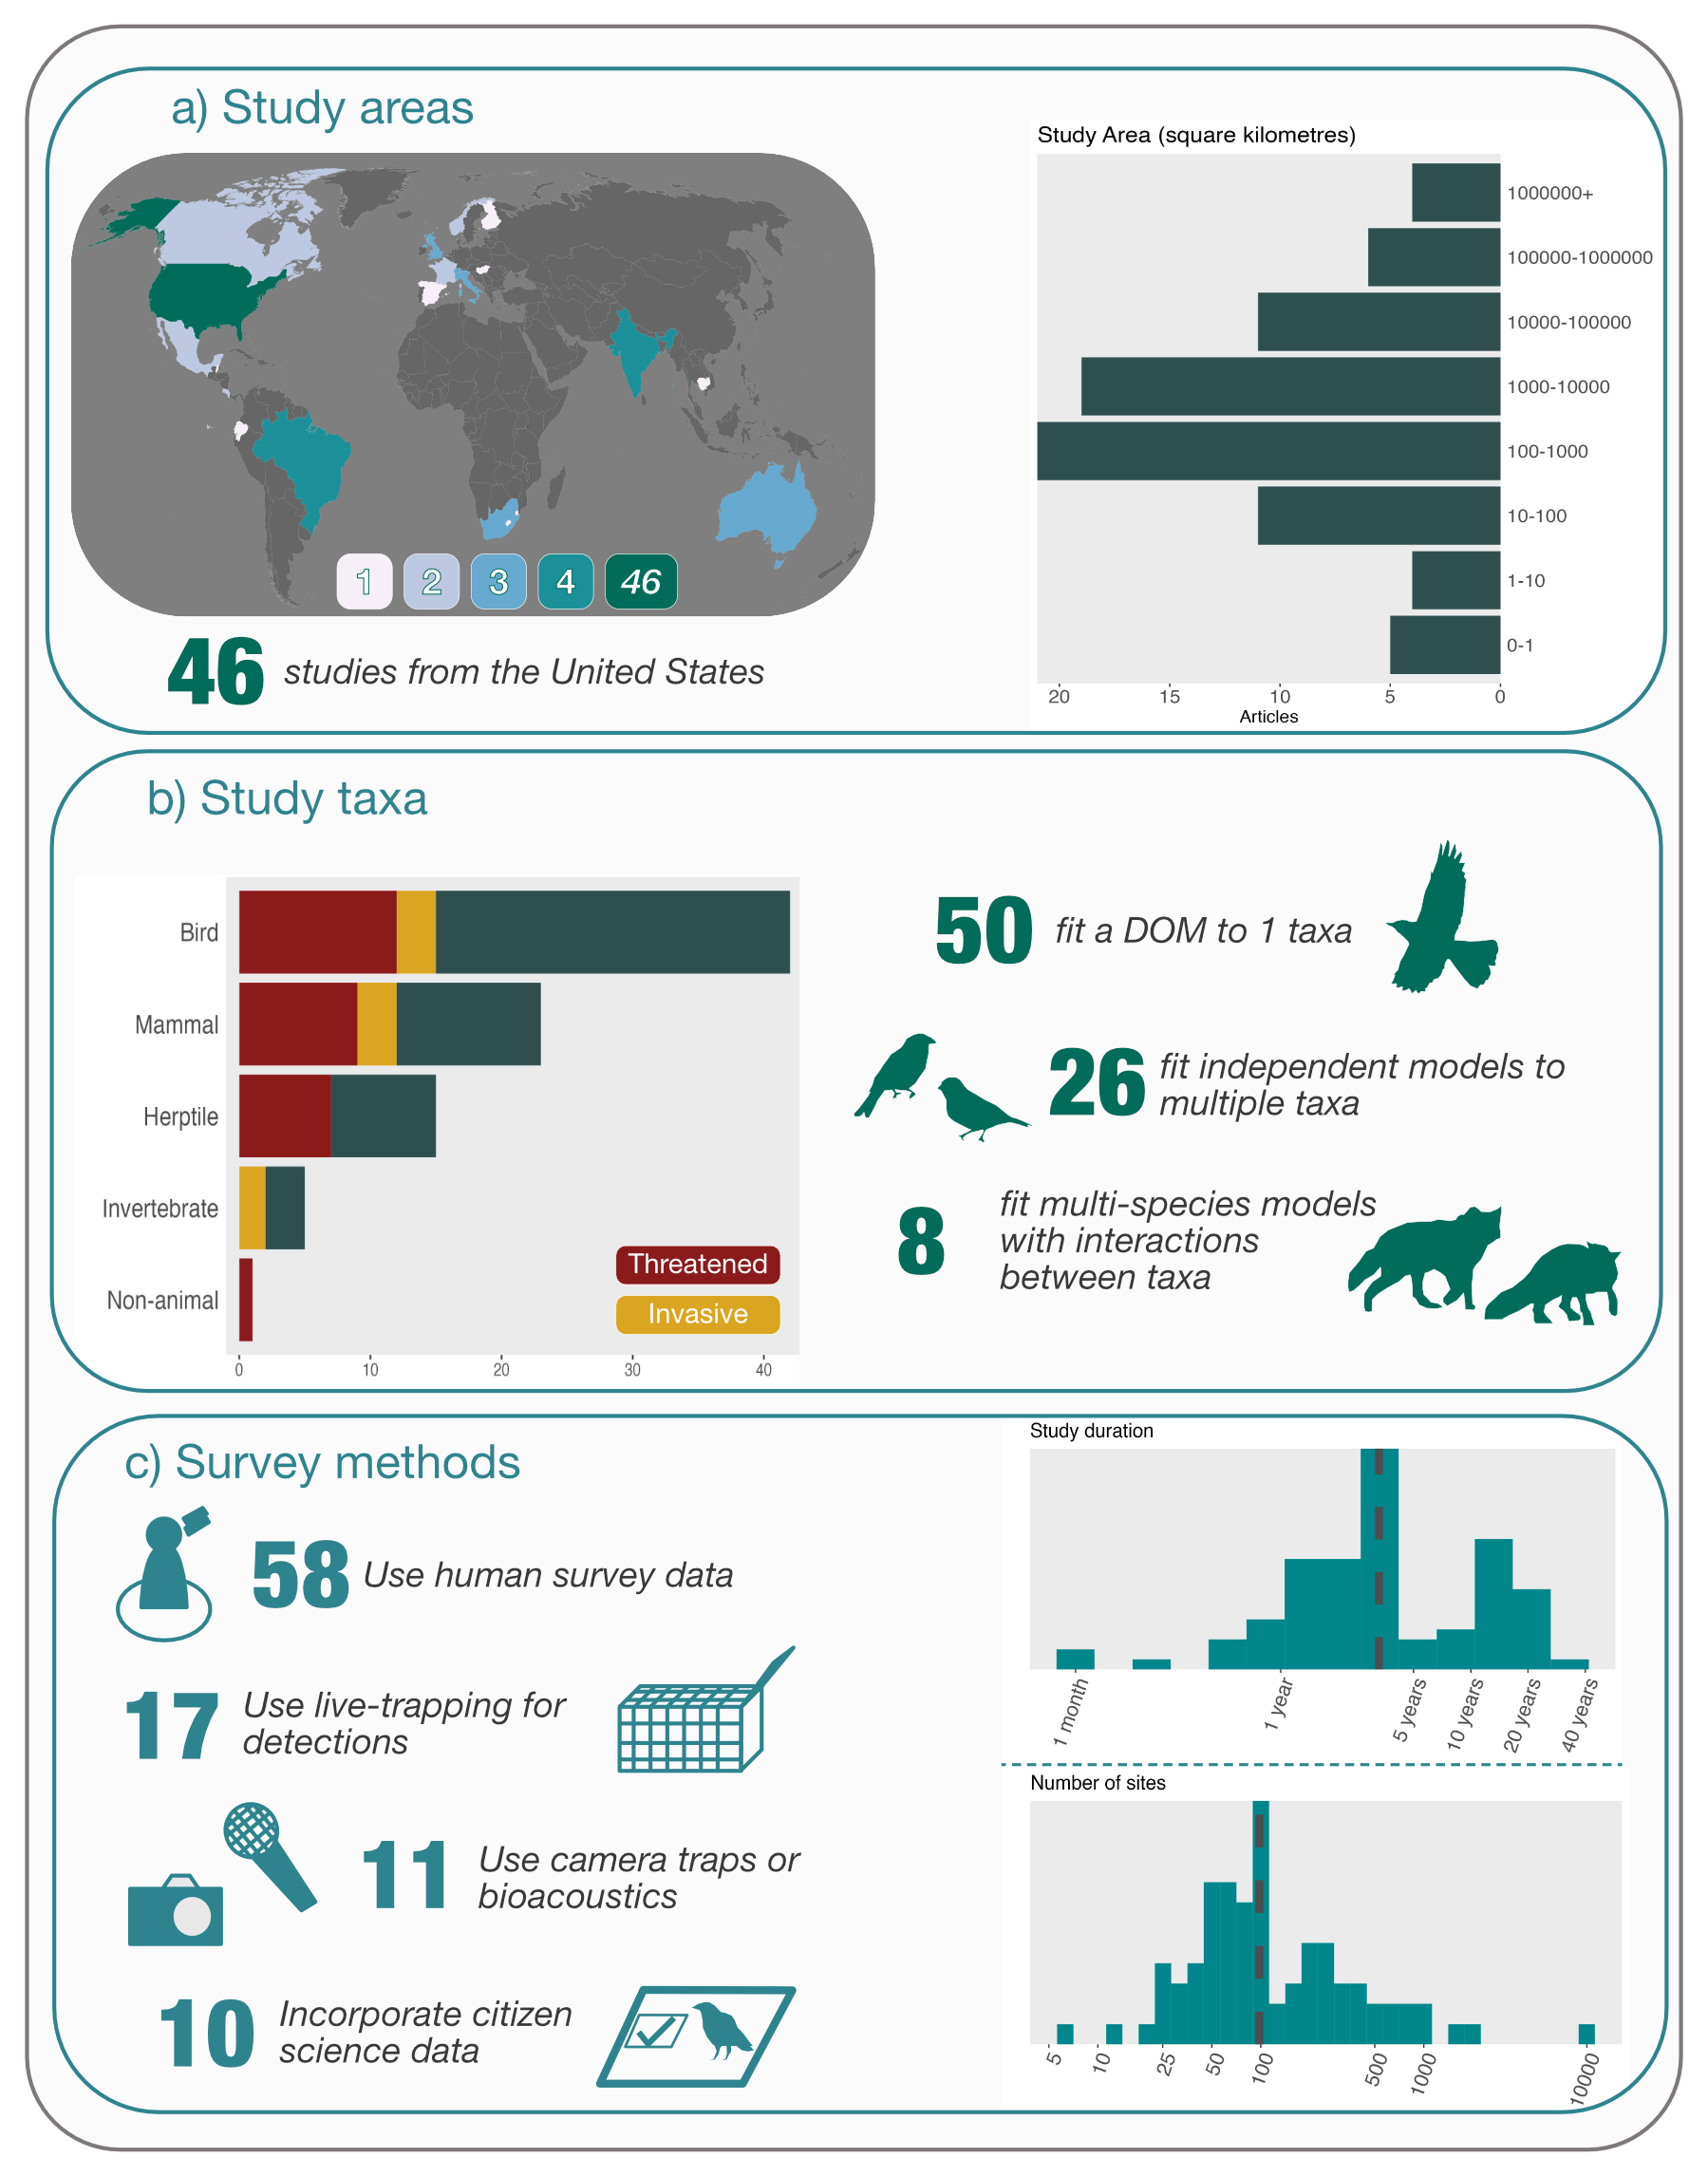 a) Study areas
1 2 3 4 46
46 studies from the United States
Study Area (square kilometres)
1000000+
100000-1000000
10000-100000
1000-10000
100-1000
10-100
1-10
0-1
20 15 10 5 0
Articles
b) Study taxa
Bird
Mammal
Herptile
Invertebrate
Non-animal
Threatened
Invasive
0 10 20 30 40
50 fit a DOM to 1 taxa
26 fit independent models to
multiple taxa
8 fit multi-species models
with interactions
between taxa
c) Survey methods
58 Use human survey data
17 Use live-trapping for
detections
11 Use camera traps or
bioacoustics
10 Incorporate citizen
science data
Study duration
1 month 1 year 5 years 10 years 20 years 40 years
Number of sites
5 10 25 50 100 500 1000 10000